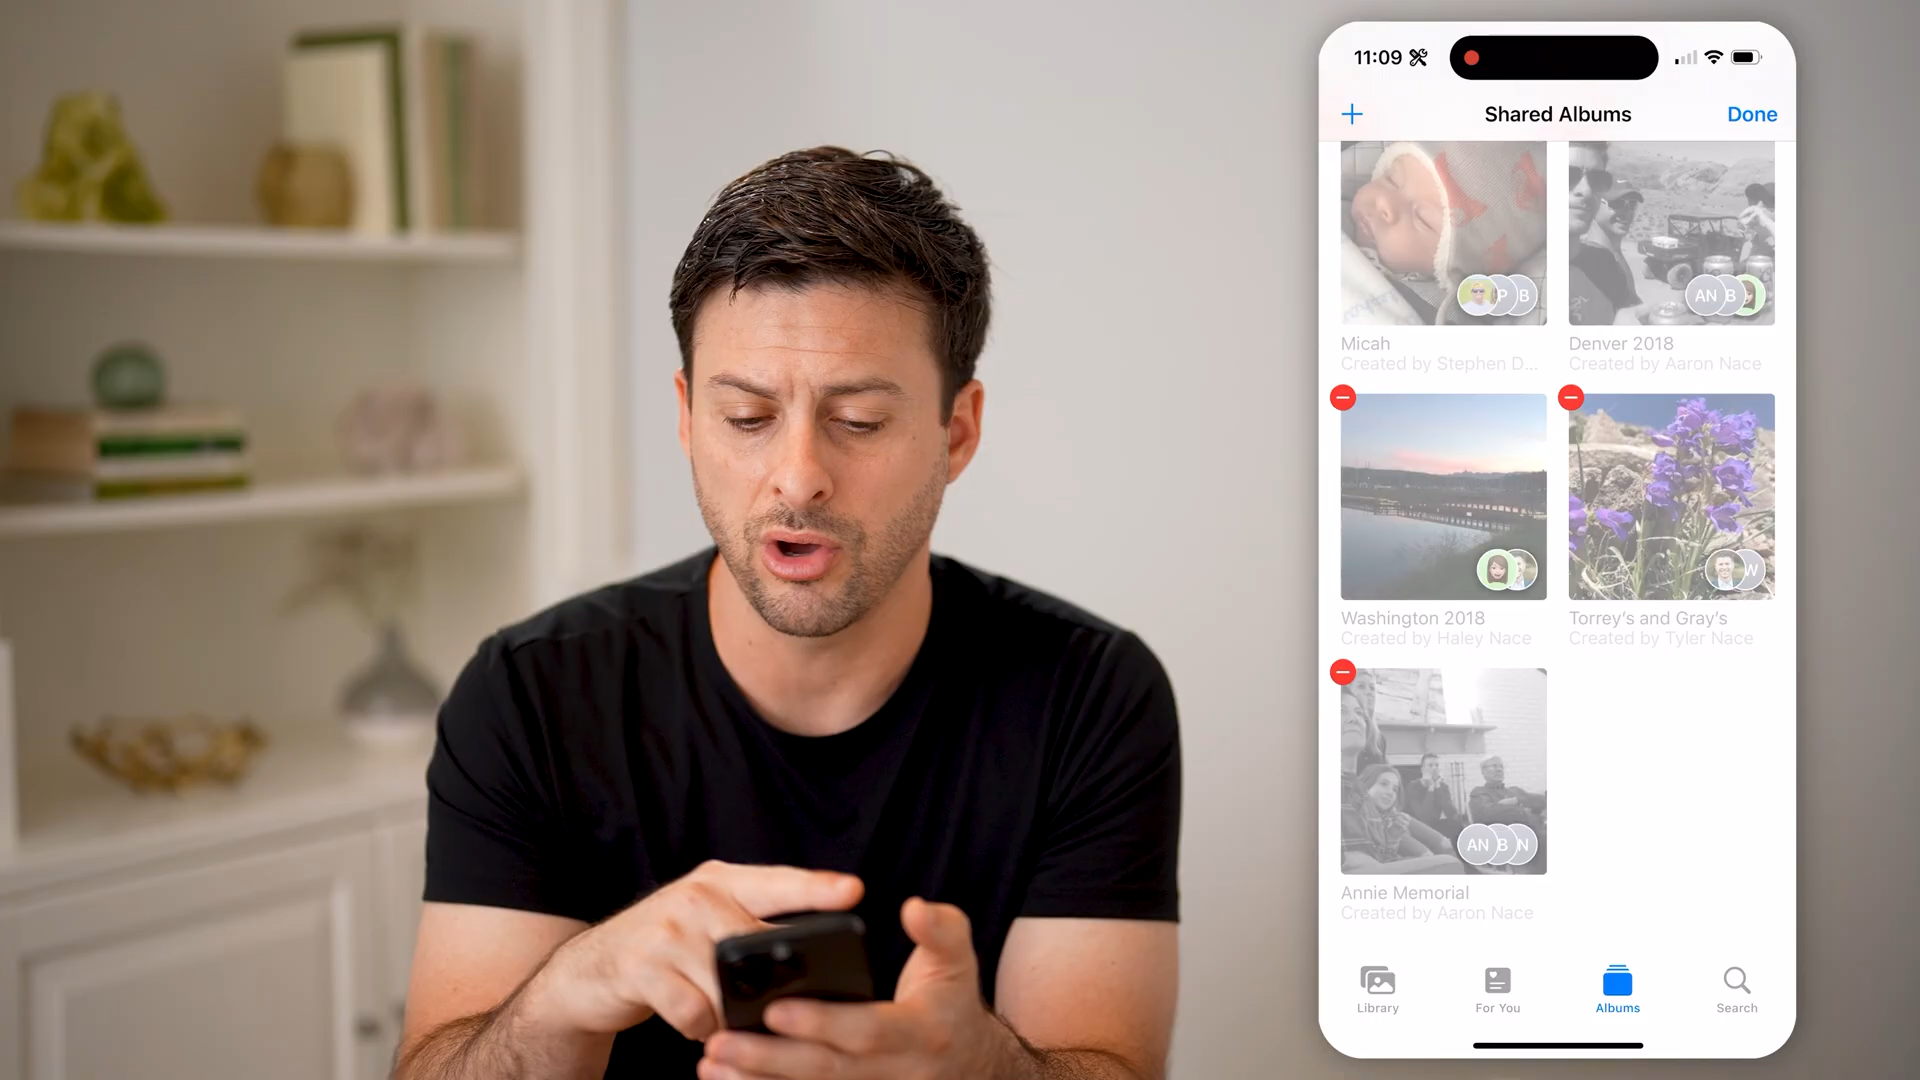 11:09
Shared Albums
Done
P B
AN B
Micah
Created by Stephen D...
Denver 2018
Created by Aaron Nace
W
Washington 2018
Created by Haley Nace
Torrey's and Gray's
Created by Tyler Nace
AN B N
Annie Memorial
Created by Aaron Nace
Library
For You
Albums
Search